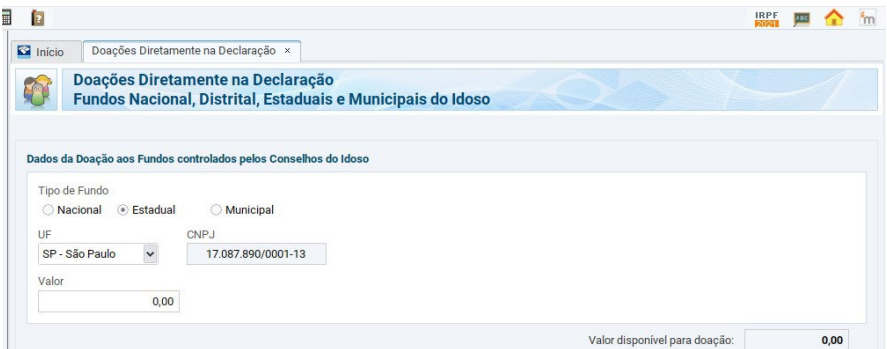 IRPF
2021
ABC
Início
Doações Diretamente na Declaração ×
Doações Diretamente na Declaração
Fundos Nacional, Distrital, Estaduais e Municipais do Idoso
Dados da Doação aos Fundos controlados pelos Conselhos do Idoso
Tipo de Fundo
Nacional Estadual Municipal
UF CNPJ
SP - São Paulo 17.087.890/0001-13
Valor
0,00
Valor disponível para doação: 0,00